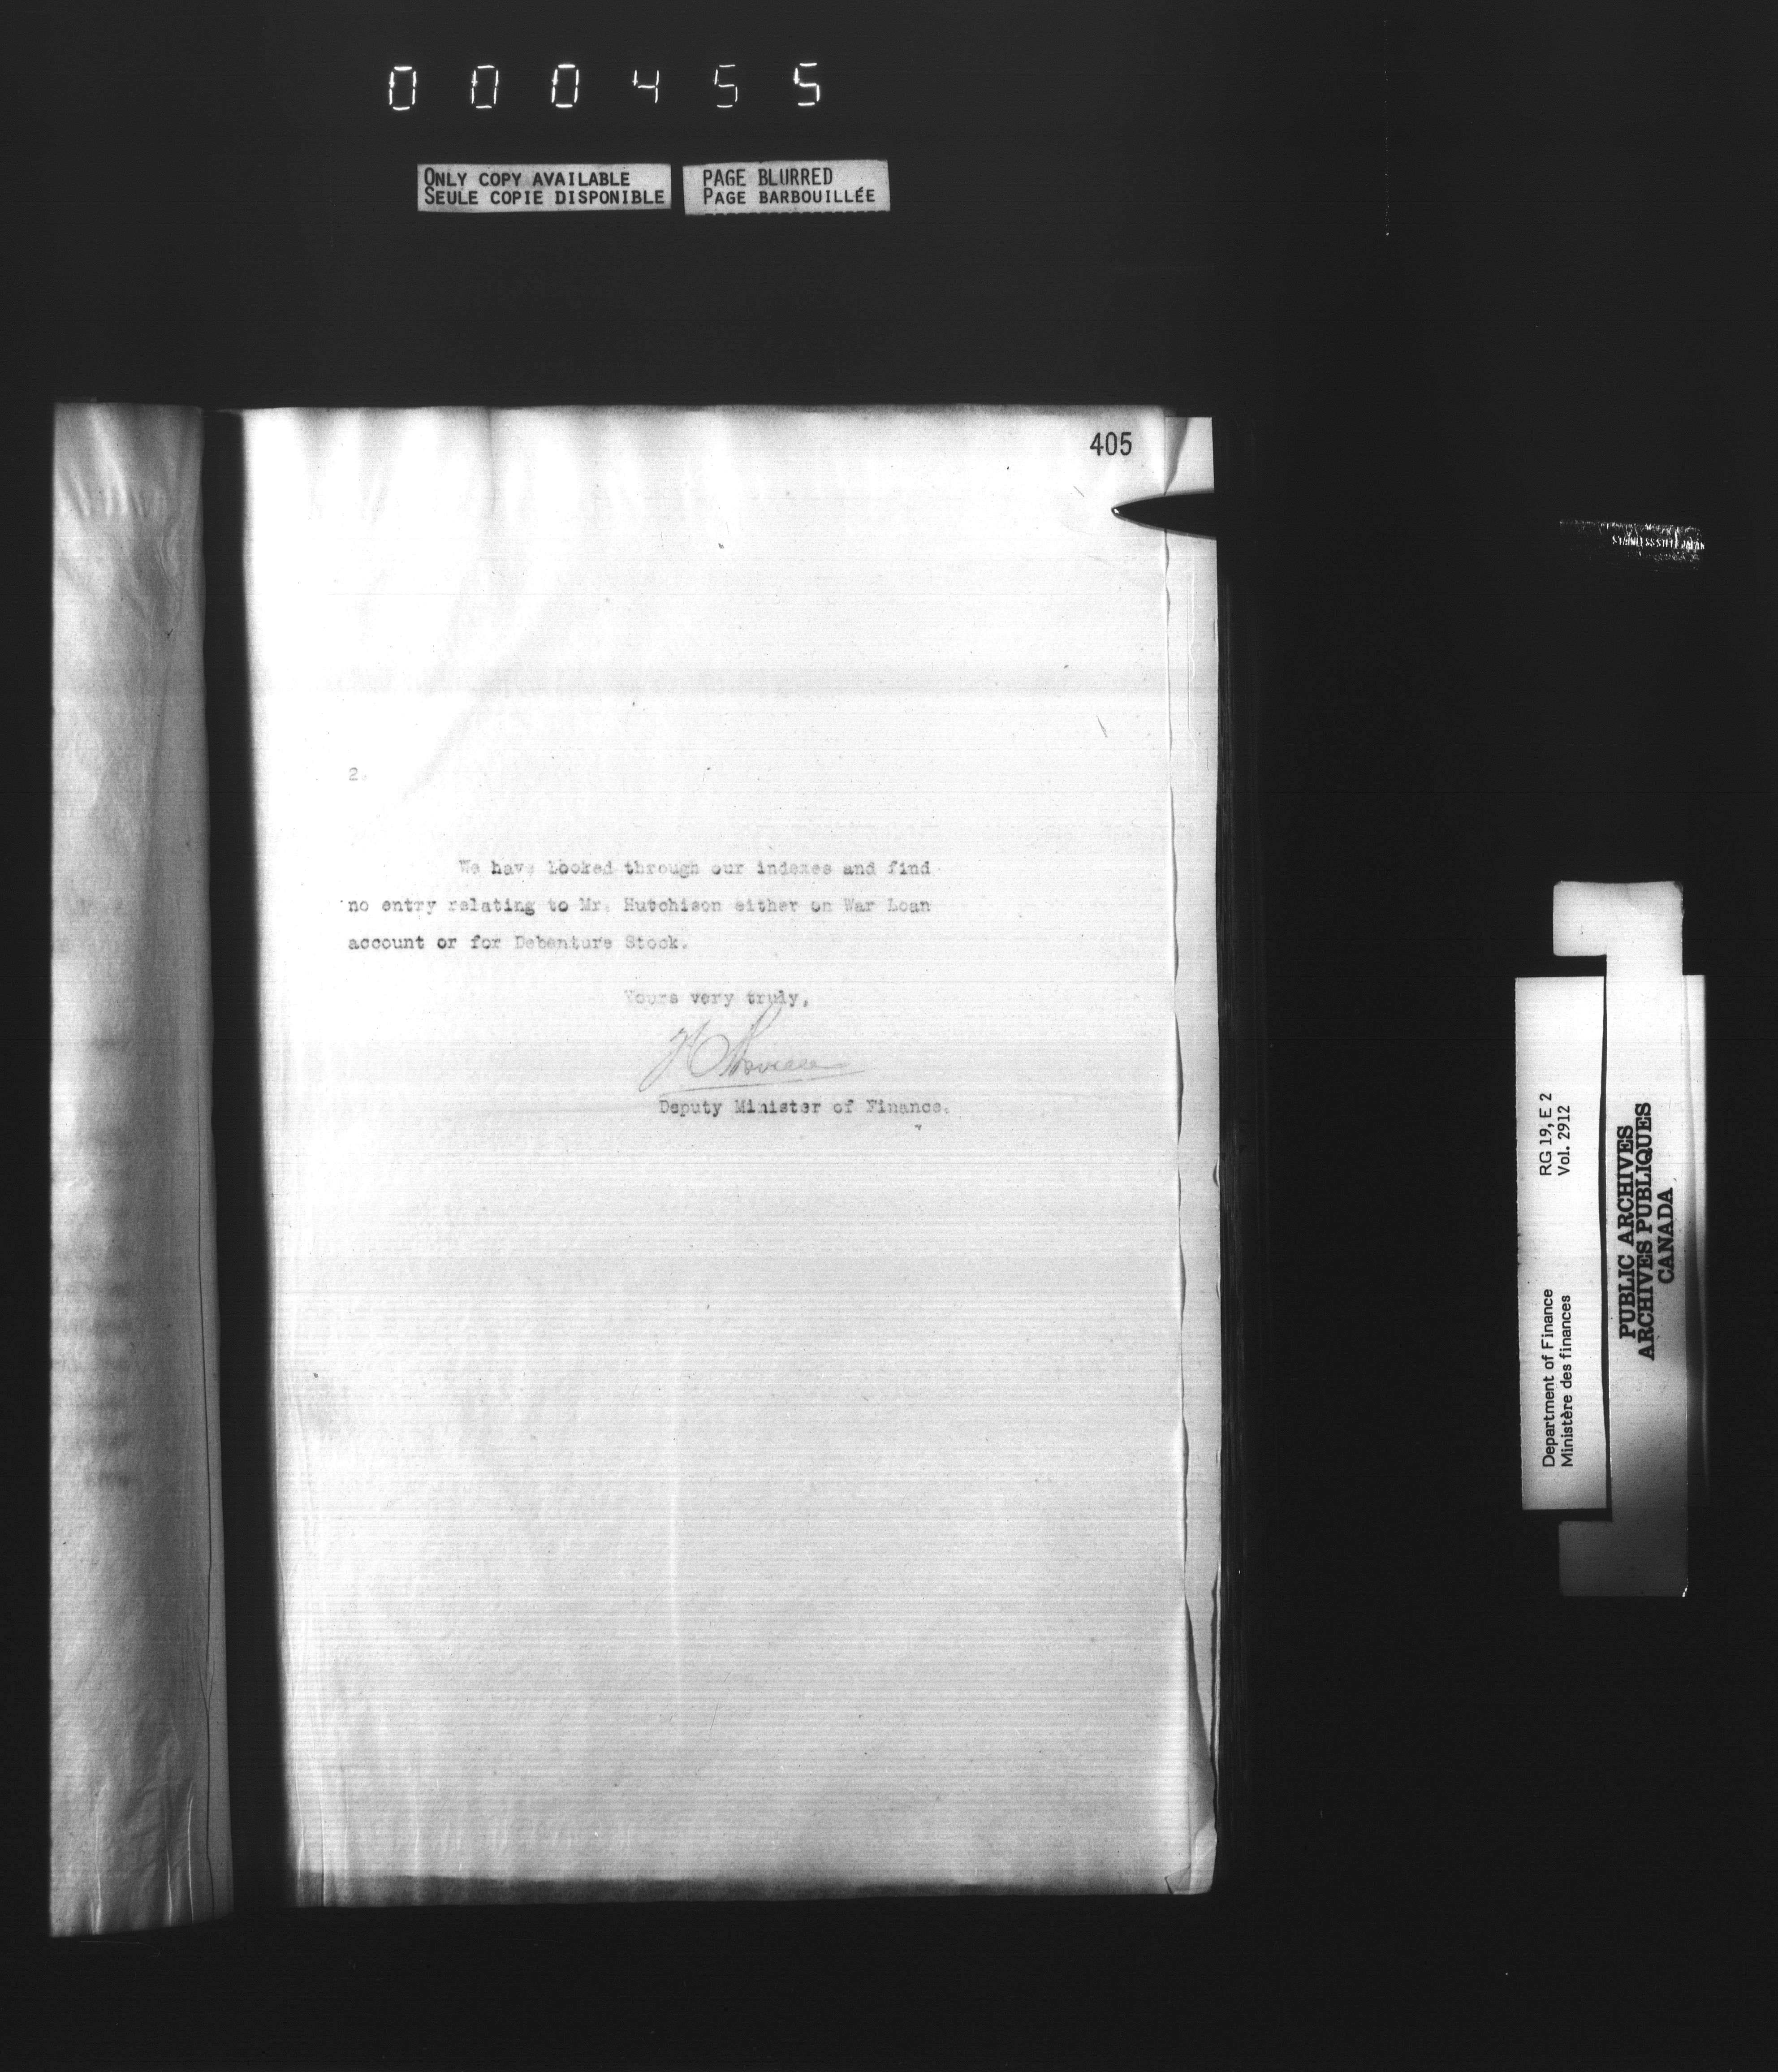 000455
ONLY COPY AVAILABLE
SEULE COPIE DISPONIBLE
PAGE BLURRED
PAGE BARBOUILLÉE
405
STAINLESS STEEL JAPAN
2.
We have looked through our indexes and find
no entry relating to Mr. Hutchison either on War Loan
account or for Debenture Stock.
Yours very truly,
Deputy Minister of Finance.
Department of Finance RG 19, E 2
Ministère des finances Vol. 2912
PUBLIC ARCHIVES
ARCHIVES PUBLIQUES
CANADA